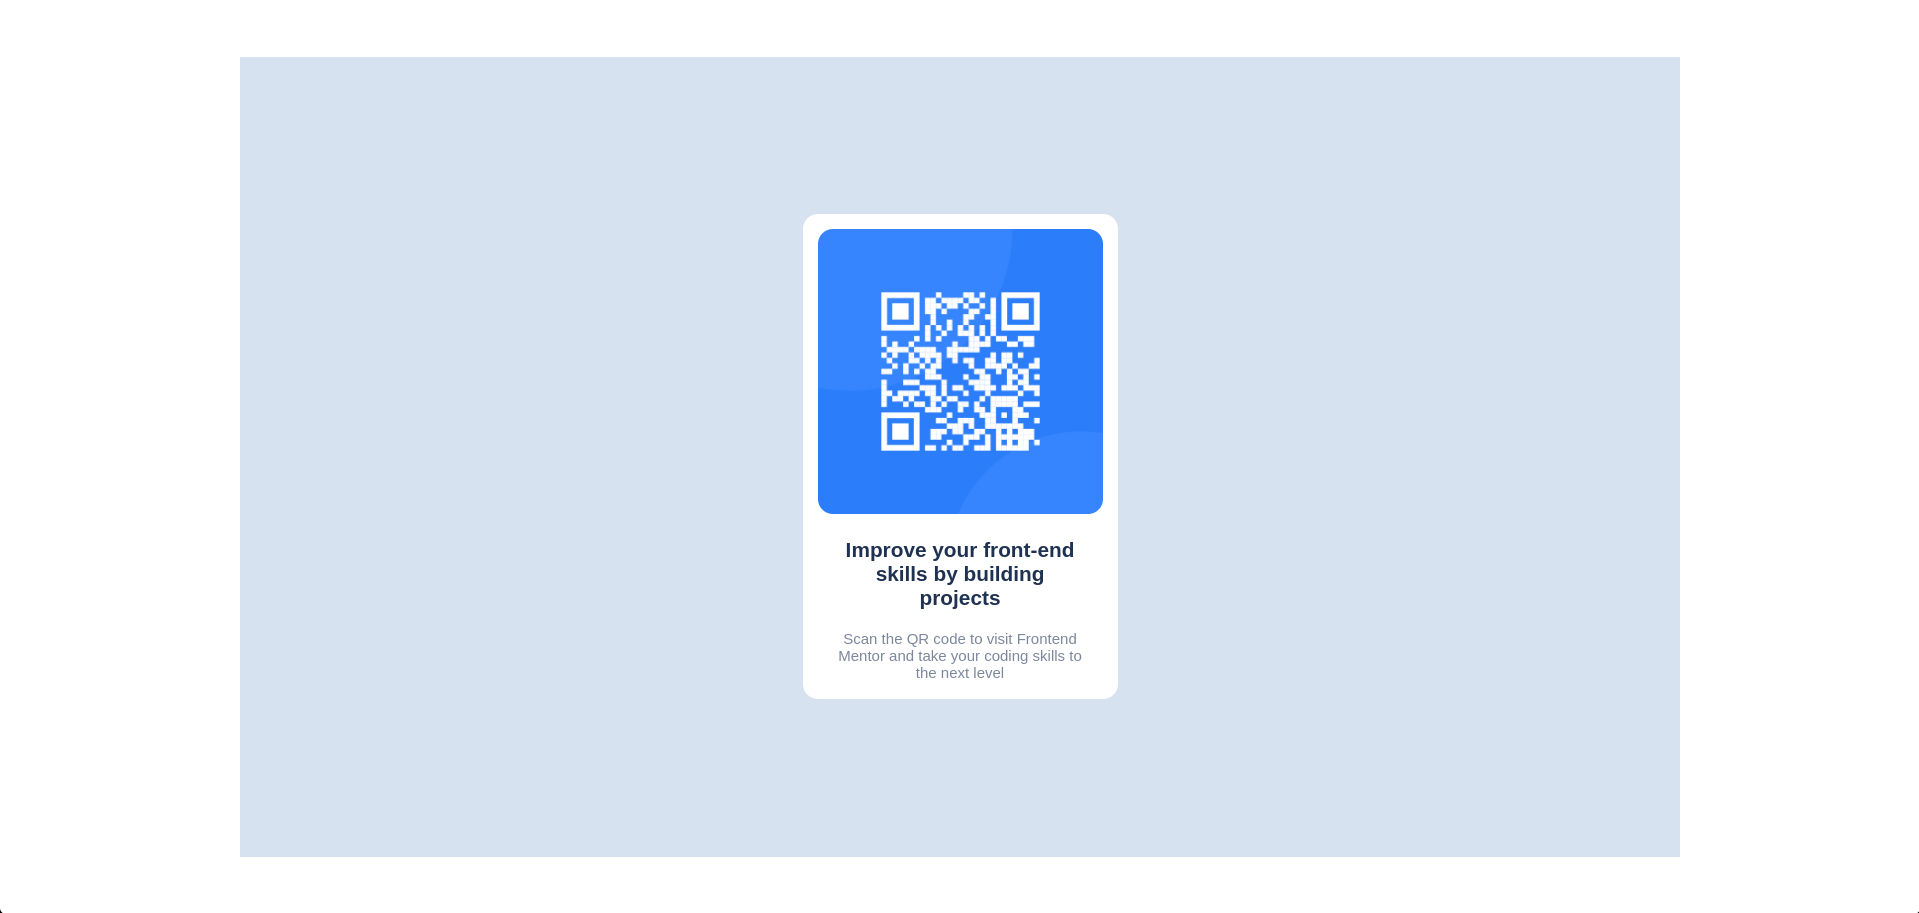 Improve your front-end
skills by building
projects
Scan the QR code to visit Frontend
Mentor and take your coding skills to
the next level